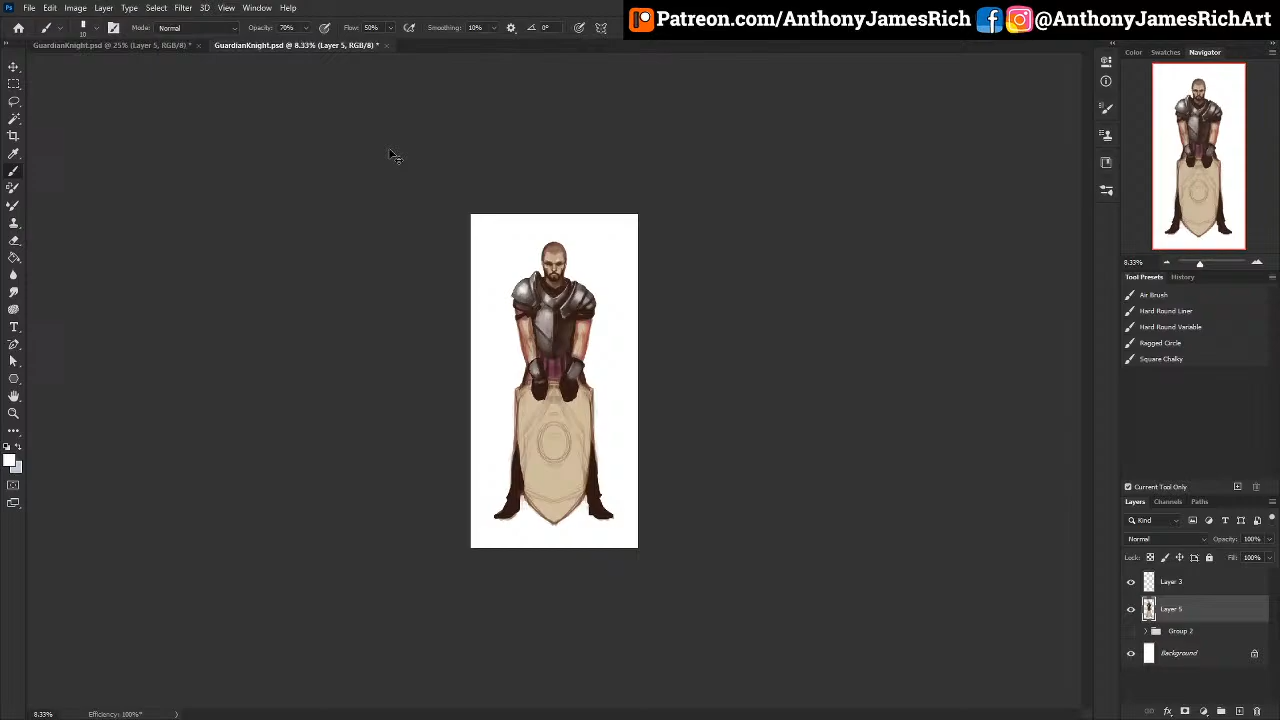 File Edit Image Layer Type Select Filter 3D View Window Help
Patreon.com/AnthonyJamesRich @AnthonyJamesRichArt
10 Mode: Normal Opacity: 79% Flow: 50% Smoothing: 10% 0°
GuardianKnight.psd @ 25% (Layer 5, RGB/8) * × GuardianKnight.psd @ 8.33% (Layer 5, RGB/8) * ×
Color Swatches Navigator
8.33%
Tool Presets History
Air Brush
Hard Round Liner
Hard Round Variable
Ragged Circle
Square Chalky
Current Tool Only
Layers Channels Paths
Kind
Normal Opacity: 100%
Lock: Fill: 100%
Layer 3
Layer 5
Group 2
Background
8.33% Efficiency: 100%*